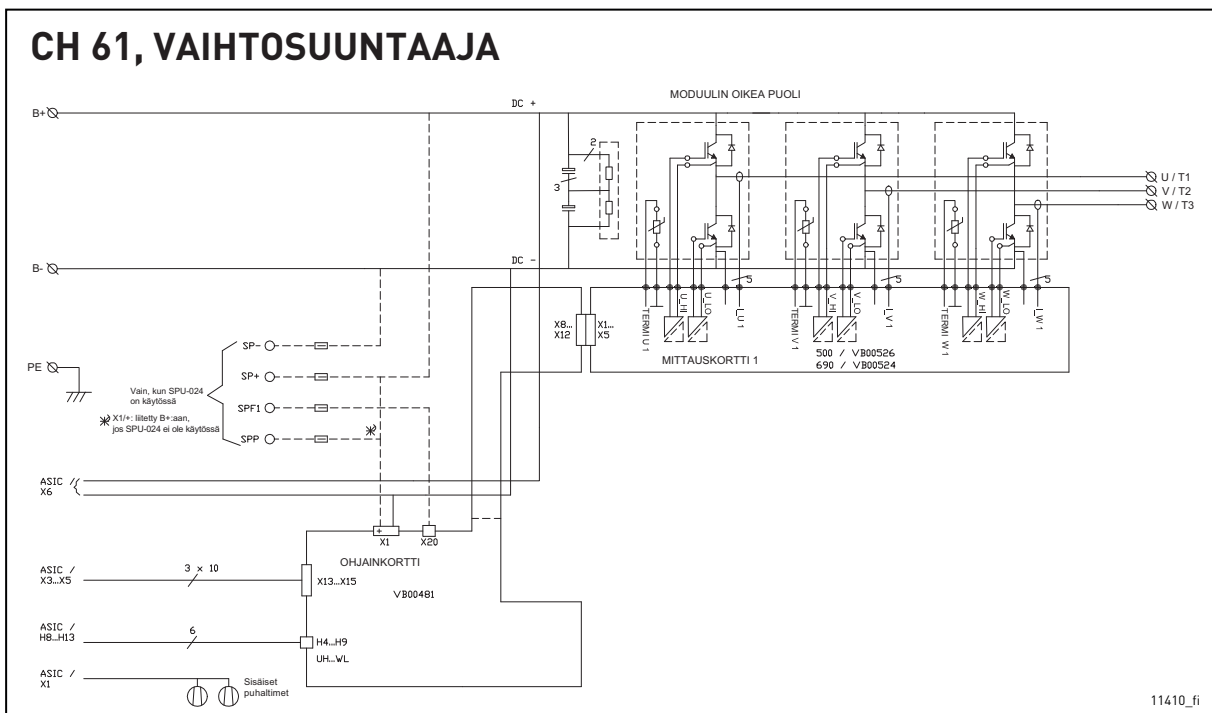 CH 61, VAIHTOSUUNTAAJA
MODUULIN OIKEA PUOLI
B+
DC +
2
3
U / T1
V / T2
W / T3
B-
DC -
5
5
5
TERMI U 1
U_HI
U_LO
I_U1
TERMI V 1
V_HI
V_LO
I_V 1
TERMI W 1
W_HI
W_LO
I_W 1
X8...
X12
X1...
X5
MITTAUSKORTTI 1
500 / VB00526
690 / VB00524
PE
SP-
SP+
SPF1
SPP
Vain, kun SPU-024
on käytössä
X1/+: liitetty B+:aan,
jos SPU-024 ei ole käytössä
ASIC //
X6
+
X1
X20
OHJAINKORTTI
VB00481
ASIC /
X3...X5
3 x 10
X13...X15
ASIC /
H8...H13
6
H4...H9
UH...WL
ASIC /
X1
Sisäiset
puhaltimet
11410_fi